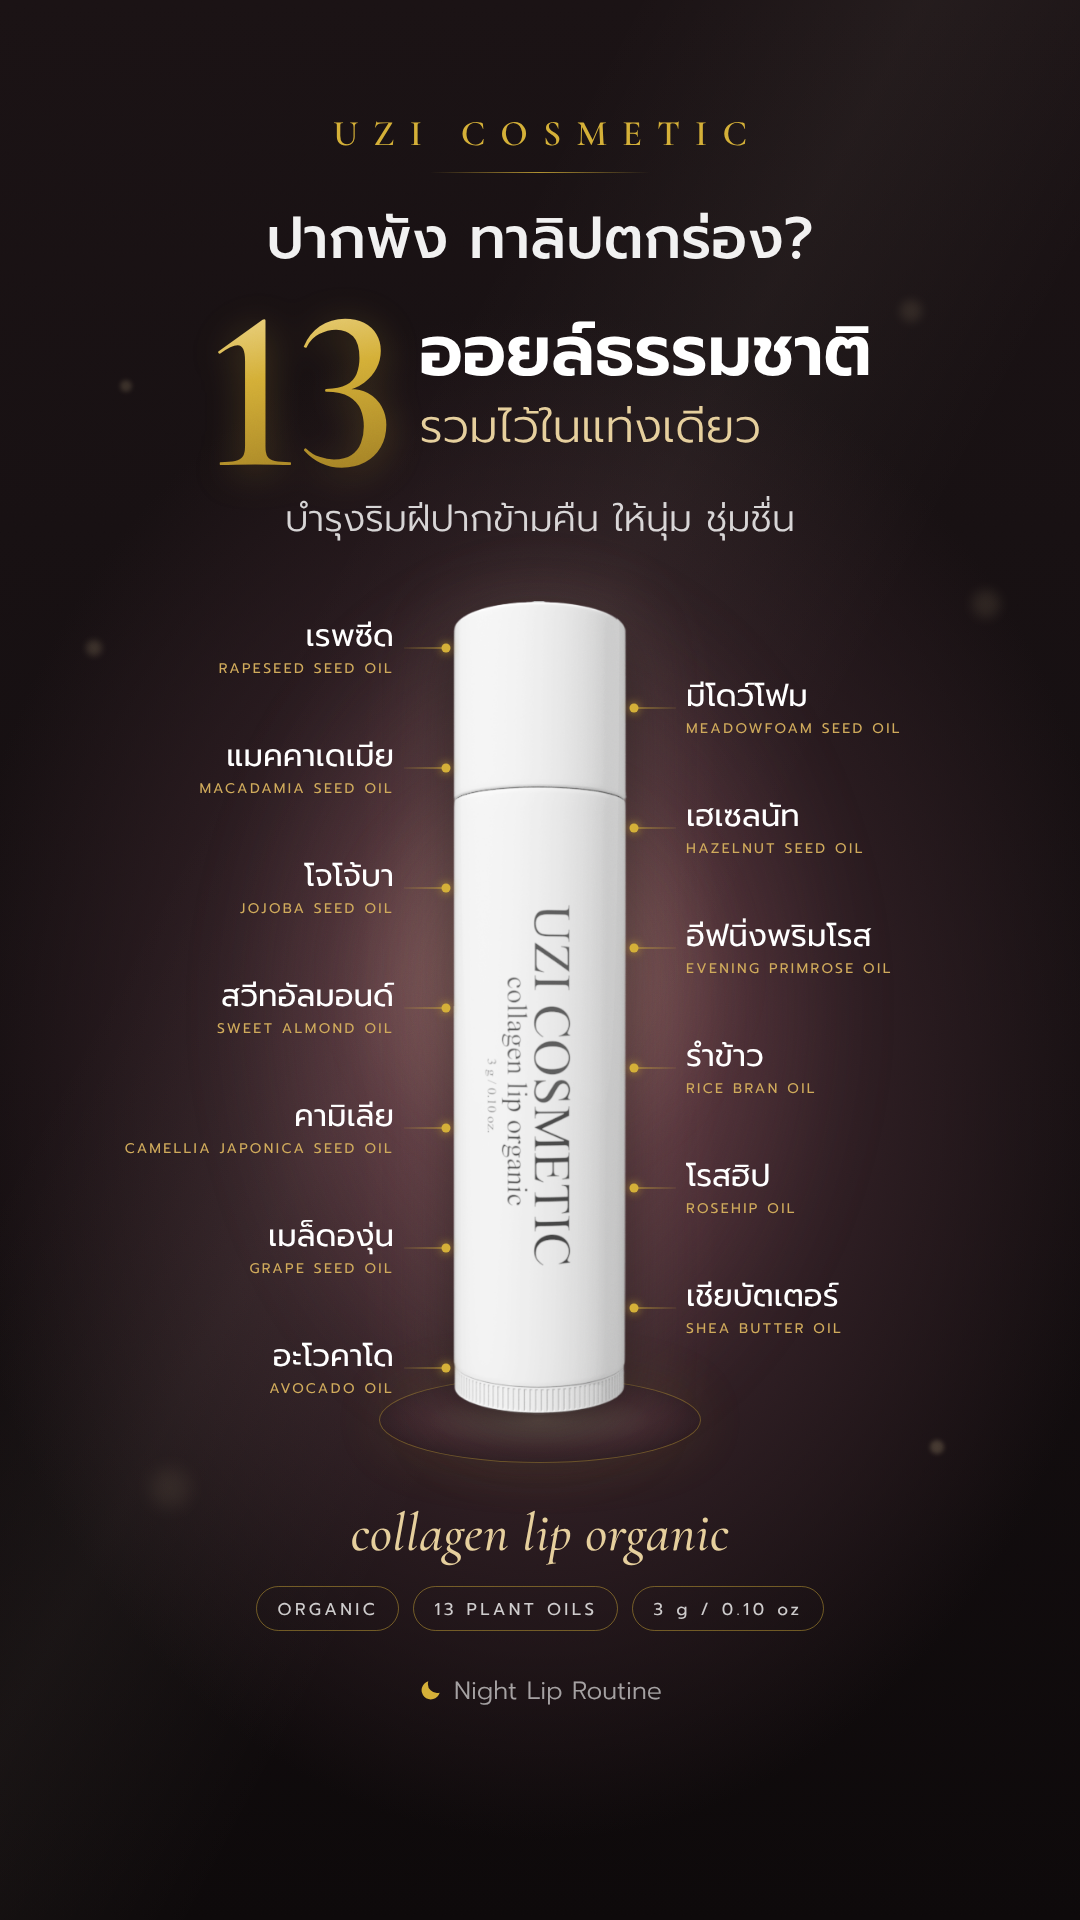 UZI COSMETIC
ปากพัง ทาลิปตกร่อง?
13
ออยล์ธรรมชาติ
รวมไว้ในแท่งเดียว
บำรุงริมฝีปากข้ามคืน ให้นุ่ม ชุ่มชื่น
เรพซีด
RAPESEED SEED OIL
มีโดว์โฟม
MEADOWFOAM SEED OIL
แมคคาเดเมีย
MACADAMIA SEED OIL
เฮเซลนัท
HAZELNUT SEED OIL
โจโจ้บา
JOJOBA SEED OIL
อีฟนิ่งพริมโรส
EVENING PRIMROSE OIL
สวีทอัลมอนด์
SWEET ALMOND OIL
รำข้าว
RICE BRAN OIL
คามิเลีย
CAMELLIA JAPONICA SEED OIL
โรสฮิป
ROSEHIP OIL
เมล็ดองุ่น
GRAPE SEED OIL
เชียบัตเตอร์
SHEA BUTTER OIL
อะโวคาโด
AVOCADO OIL
UZI COSMETIC
collagen lip organic
3 g / 0.10 oz.
collagen lip organic
ORGANIC
13 PLANT OILS
3 g / 0.10 oz
Night Lip Routine